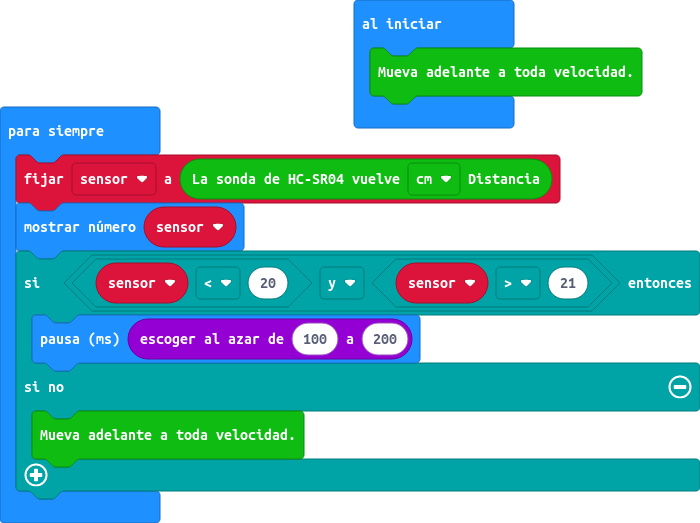 al iniciar
Mueva adelante a toda velocidad.
para siempre
fijar sensor a La sonda de HC-SR04 vuelve cm Distancia
mostrar número sensor
si sensor < 20 y sensor > 21 entonces
pausa (ms) escoger al azar de 100 a 200
si no
Mueva adelante a toda velocidad.